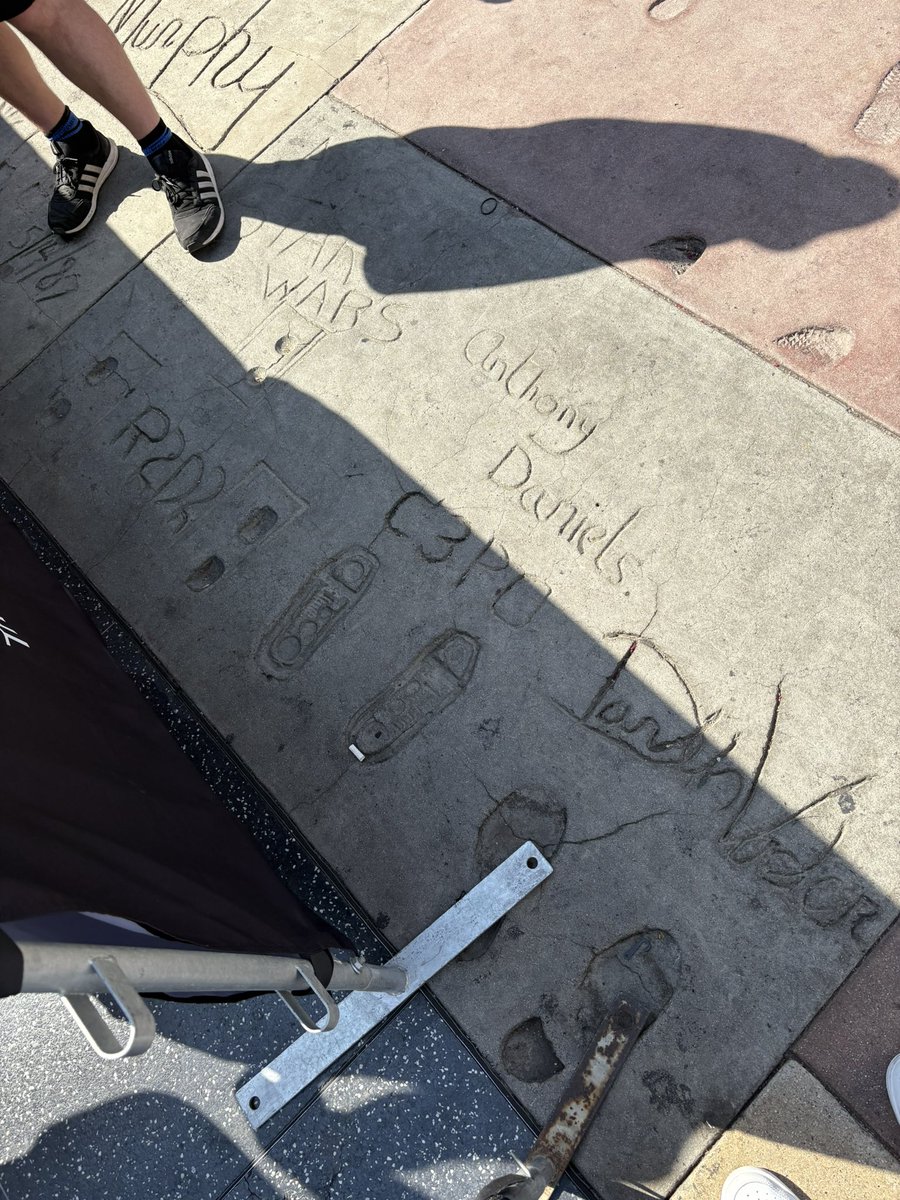 Murphy
STAR
WARS
Anthony
Daniels
R2D2
C3PO
Darth Vader